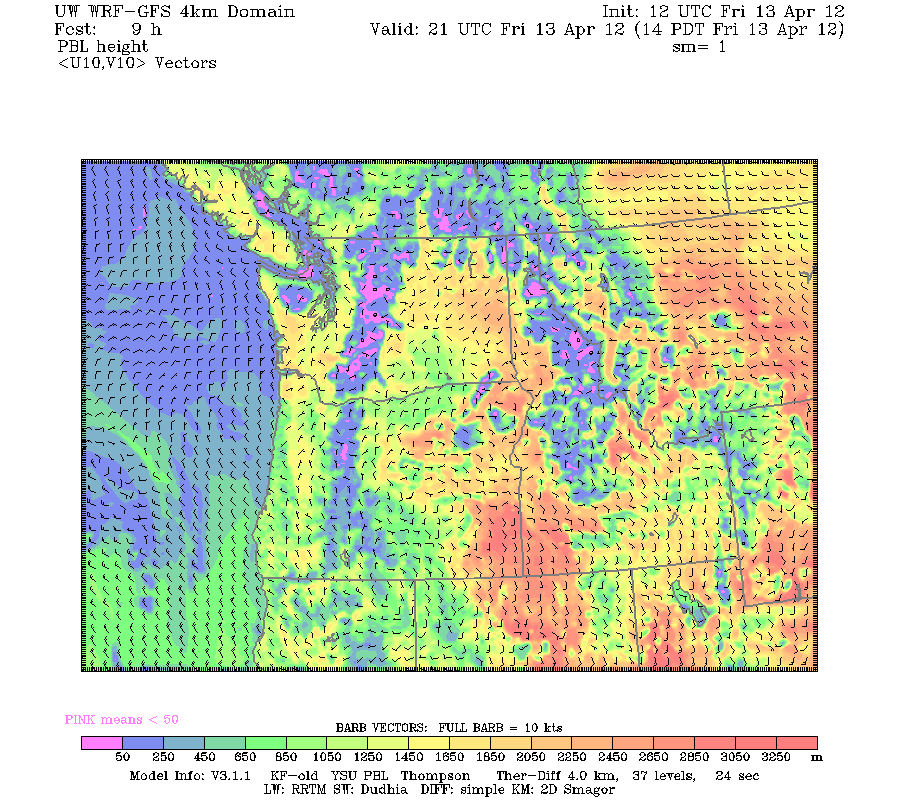 UW WRF-GFS 4km Domain Init: 12 UTC Fri 13 Apr 12
Fcst: 9 h Valid: 21 UTC Fri 13 Apr 12 (14 PDT Fri 13 Apr 12)
PBL height sm= 1
<U10,V10> Vectors
PINK means < 50
BARB VECTORS: FULL BARB = 10 kts
50 250 450 650 850 1050 1250 1450 1650 1850 2050 2250 2450 2650 2850 3050 3250 m
Model Info: V3.1.1 KF-old YSU PBL Thompson Ther-Diff 4.0 km, 37 levels, 24 sec
LW: RRTM SW: Dudhia DIFF: simple KM: 2D Smagor